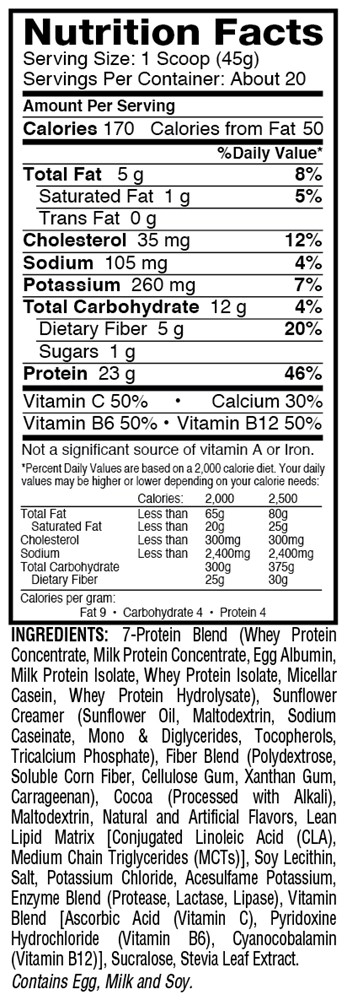 Nutrition Facts
Serving Size: 1 Scoop (45g)
Servings Per Container: About 20
Amount Per Serving
Calories 170 Calories from Fat 50
%Daily Value*
Total Fat 5 g 8%
Saturated Fat 1 g 5%
Trans Fat 0 g
Cholesterol 35 mg 12%
Sodium 105 mg 4%
Potassium 260 mg 7%
Total Carbohydrate 12 g 4%
Dietary Fiber 5 g 20%
Sugars 1 g
Protein 23 g 46%
Vitamin C 50% • Calcium 30%
Vitamin B6 50% • Vitamin B12 50%
Not a significant source of vitamin A or Iron.
*Percent Daily Values are based on a 2,000 calorie diet. Your daily
values may be higher or lower depending on your calorie needs:
Calories: 2,000 2,500
Total Fat Less than 65g 80g
Saturated Fat Less than 20g 25g
Cholesterol Less than 300mg 300mg
Sodium Less than 2,400mg 2,400mg
Total Carbohydrate 300g 375g
Dietary Fiber 25g 30g
Calories per gram:
Fat 9 • Carbohydrate 4 • Protein 4
INGREDIENTS: 7-Protein Blend (Whey Protein
Concentrate, Milk Protein Concentrate, Egg Albumin,
Milk Protein Isolate, Whey Protein Isolate, Micellar
Casein, Whey Protein Hydrolysate), Sunflower
Creamer (Sunflower Oil, Maltodextrin, Sodium
Caseinate, Mono & Diglycerides, Tocopherols,
Tricalcium Phosphate), Fiber Blend (Polydextrose,
Soluble Corn Fiber, Cellulose Gum, Xanthan Gum,
Carrageenan), Cocoa (Processed with Alkali),
Maltodextrin, Natural and Artificial Flavors, Lean
Lipid Matrix [Conjugated Linoleic Acid (CLA),
Medium Chain Triglycerides (MCTs)], Soy Lecithin,
Salt, Potassium Chloride, Acesulfame Potassium,
Enzyme Blend (Protease, Lactase, Lipase), Vitamin
Blend [Ascorbic Acid (Vitamin C), Pyridoxine
Hydrochloride (Vitamin B6), Cyanocobalamin
(Vitamin B12)], Sucralose, Stevia Leaf Extract.
Contains Egg, Milk and Soy.